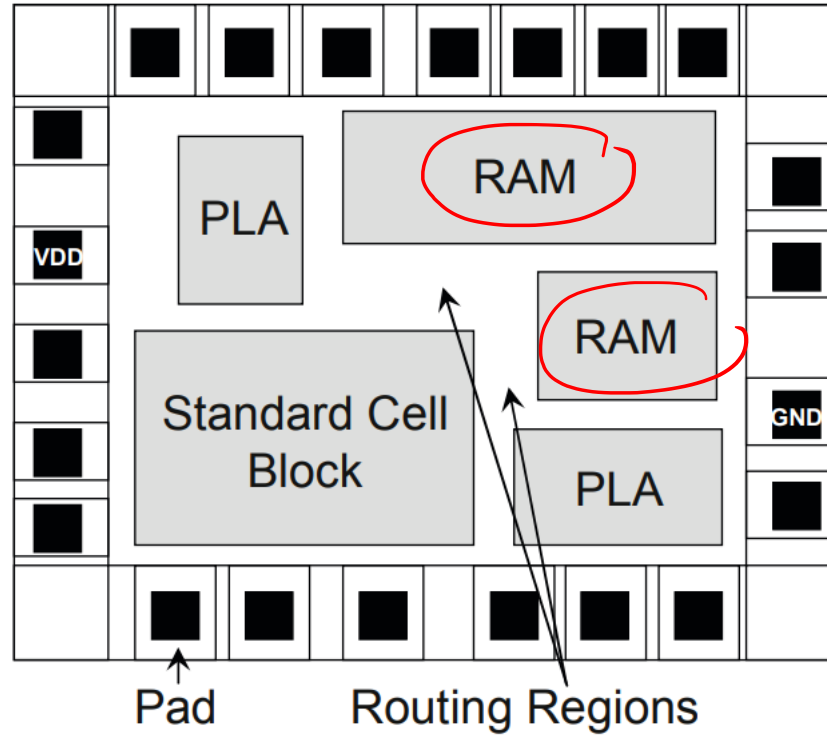 RAM
PLA
VDD
RAM
Standard Cell
Block
GND
PLA
Pad
Routing Regions